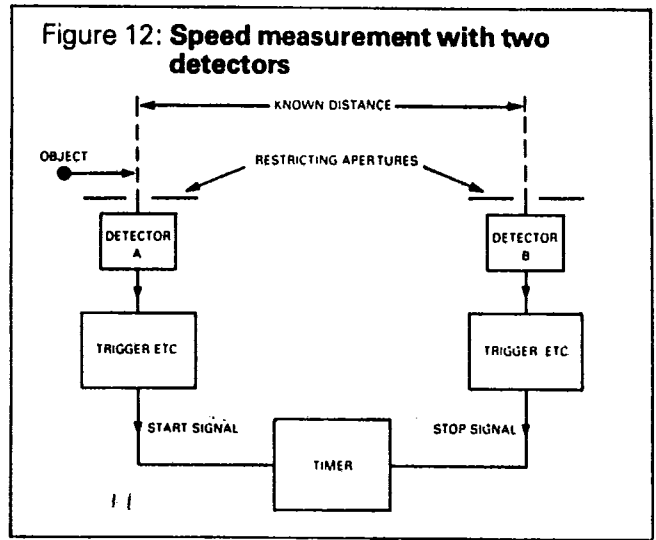 Figure 12: Speed measurement with two
detectors
KNOWN DISTANCE
OBJECT
RESTRICTING APERTURES
DETECTOR
A
DETECTOR
B
TRIGGER ETC
TRIGGER ETC
START SIGNAL
STOP SIGNAL
TIMER